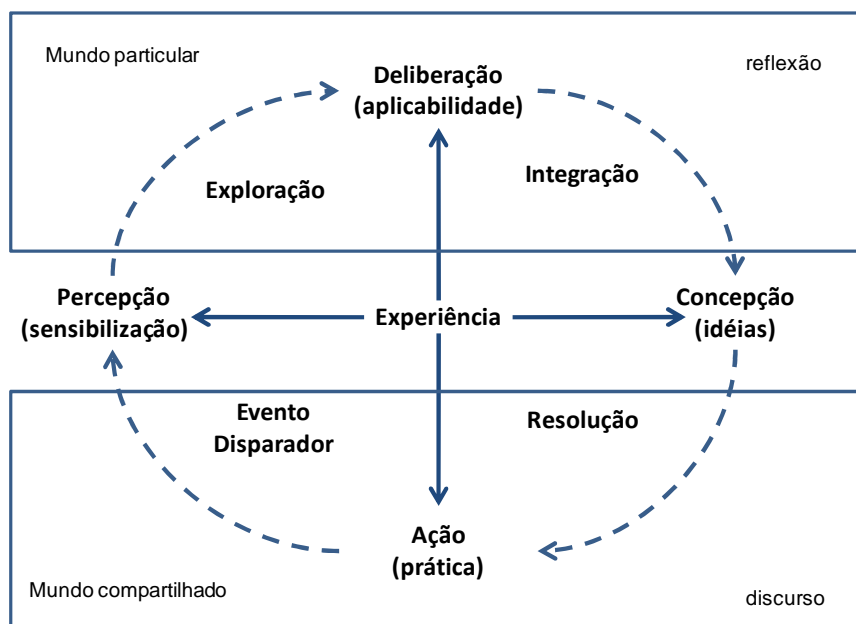 Mundo particular
reflexão
Deliberação
(aplicabilidade)
Exploração
Integração
Percepção
(sensibilização)
Experiência
Concepção
(idéias)
Evento
Disparador
Resolução
Ação
(prática)
Mundo compartilhado
discurso